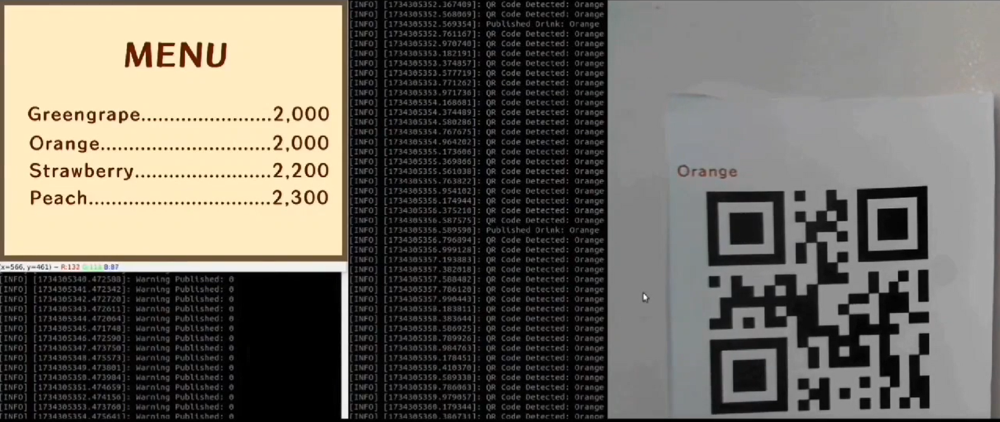 MENU
Greengrape.......................2,000
Orange..............................2,000
Strawberry........................2,200
Peach................................2,300
(x=566, y=461) ~ R:132 G:113 B:87
[INFO] [1734305340.472588]: Warning Published: 0
[INFO] [1734305341.472342]: Warning Published: 0
[INFO] [1734305342.472720]: Warning Published: 0
[INFO] [1734305343.472611]: Warning Published: 0
[INFO] [1734305344.472064]: Warning Published: 0
[INFO] [1734305345.471748]: Warning Published: 0
[INFO] [1734305346.472590]: Warning Published: 0
[INFO] [1734305347.473750]: Warning Published: 0
[INFO] [1734305348.475573]: Warning Published: 0
[INFO] [1734305349.473801]: Warning Published: 0
[INFO] [1734305350.473984]: Warning Published: 0
[INFO] [1734305351.474659]: Warning Published: 0
[INFO] [1734305352.474156]: Warning Published: 0
[INFO] [1734305353.473760]: Warning Published: 0
[INFO] [1734305354.475641]: Warning Published: 0
[INFO] [1734305352.367409]: QR Code Detected: Orange
[INFO] [1734305352.568069]: QR Code Detected: Orange
[INFO] [1734305352.569354]: Published Drink: Orange
[INFO] [1734305352.761167]: QR Code Detected: Orange
[INFO] [1734305352.970740]: QR Code Detected: Orange
[INFO] [1734305353.182191]: QR Code Detected: Orange
[INFO] [1734305353.374857]: QR Code Detected: Orange
[INFO] [1734305353.577719]: QR Code Detected: Orange
[INFO] [1734305353.771262]: QR Code Detected: Orange
[INFO] [1734305353.971736]: QR Code Detected: Orange
[INFO] [1734305354.168681]: QR Code Detected: Orange
[INFO] [1734305354.374489]: QR Code Detected: Orange
[INFO] [1734305354.580286]: QR Code Detected: Orange
[INFO] [1734305354.767675]: QR Code Detected: Orange
[INFO] [1734305354.964202]: QR Code Detected: Orange
[INFO] [1734305355.173606]: QR Code Detected: Orange
[INFO] [1734305355.369866]: QR Code Detected: Orange
[INFO] [1734305355.561038]: QR Code Detected: Orange
[INFO] [1734305355.763822]: QR Code Detected: Orange
[INFO] [1734305355.954102]: QR Code Detected: Orange
[INFO] [1734305356.174944]: QR Code Detected: Orange
[INFO] [1734305356.375210]: QR Code Detected: Orange
[INFO] [1734305356.587575]: QR Code Detected: Orange
[INFO] [1734305356.589590]: Published Drink: Orange
[INFO] [1734305356.796894]: QR Code Detected: Orange
[INFO] [1734305356.999128]: QR Code Detected: Orange
[INFO] [1734305357.193883]: QR Code Detected: Orange
[INFO] [1734305357.382018]: QR Code Detected: Orange
[INFO] [1734305357.588482]: QR Code Detected: Orange
[INFO] [1734305357.786120]: QR Code Detected: Orange
[INFO] [1734305357.990443]: QR Code Detected: Orange
[INFO] [1734305358.183811]: QR Code Detected: Orange
[INFO] [1734305358.383644]: QR Code Detected: Orange
[INFO] [1734305358.586925]: QR Code Detected: Orange
[INFO] [1734305358.789926]: QR Code Detected: Orange
[INFO] [1734305358.984763]: QR Code Detected: Orange
[INFO] [1734305359.178451]: QR Code Detected: Orange
[INFO] [1734305359.410370]: QR Code Detected: Orange
[INFO] [1734305359.589338]: QR Code Detected: Orange
[INFO] [1734305359.786063]: QR Code Detected: Orange
[INFO] [1734305359.979057]: QR Code Detected: Orange
[INFO] [1734305360.179344]: QR Code Detected: Orange
[INFO] [1734305360.386731]: QR Code Detected: Orange
Orange